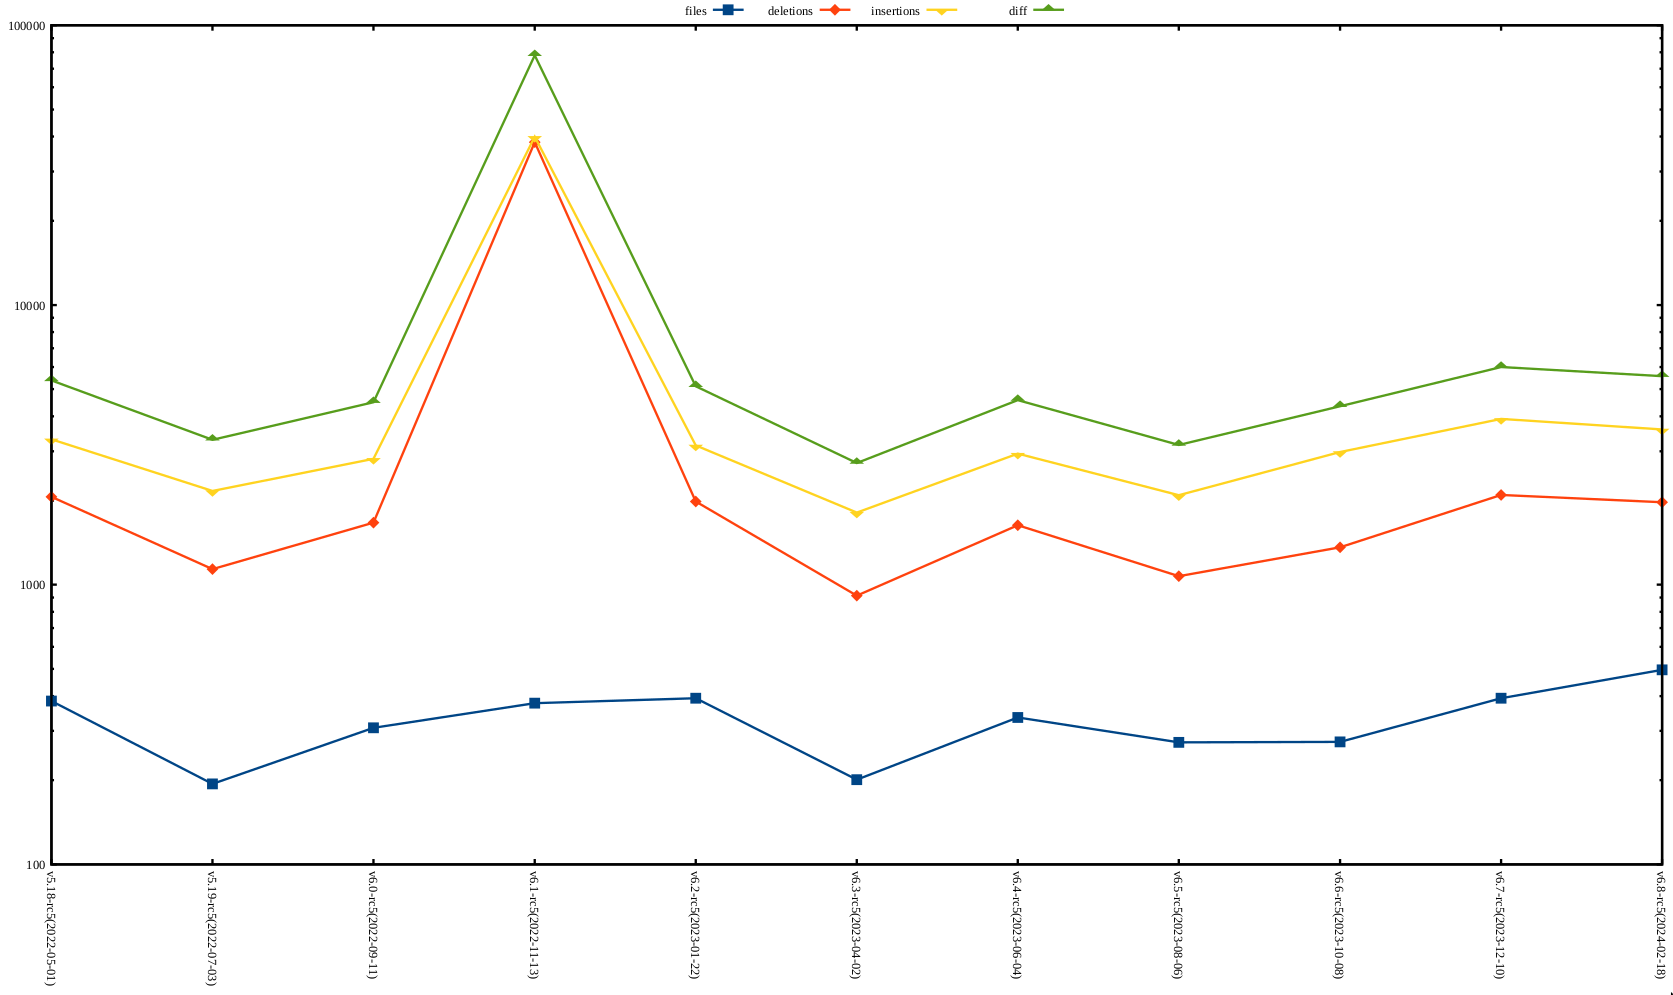 files deletions insertions diff
100000
10000
1000
100
v5.18-rc5(2022-05-01)
v5.19-rc5(2022-07-03)
v6.0-rc5(2022-09-11)
v6.1-rc5(2022-11-13)
v6.2-rc5(2023-01-22)
v6.3-rc5(2023-04-02)
v6.4-rc5(2023-06-04)
v6.5-rc5(2023-08-06)
v6.6-rc5(2023-10-08)
v6.7-rc5(2023-12-10)
v6.8-rc5(2024-02-18)